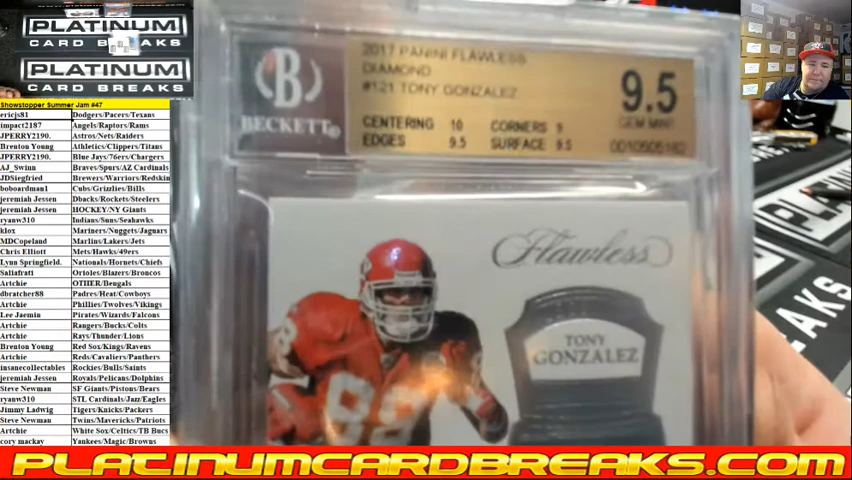 PLATINUM
CARD BREAKS
PLATINUM
CARD BREAKS
Showstopper Summer Jam #47
ericjs81 Dodgers/Pacers/Texans
impact2187 Angels/Raptors/Rams
JPERRY2190. Astros/Nets/Raiders
Brenton Young Athletics/Clippers/Titans
JPERRY2190. Blue Jays/76ers/Chargers
AJ_Swinn Braves/Spurs/AZ Cardinals
JDSiegfried Brewers/Warriors/Redskin
boboardman1 Cubs/Grizzlies/Bills
jeremiah Jessen Dbacks/Rockets/Steelers
jeremiah Jessen HOCKEY/NY Giants
ryanw310 Indians/Suns/Seahawks
klox Mariners/Nuggets/Jaguars
MDCopeland Marlins/Lakers/Jets
Chris Elliott Mets/Hawks/49ers
Lynn Springfield. Nationals/Hornets/Chiefs
Saliafrati Orioles/Blazers/Broncos
Artchie OTHER/Bengals
dbratcher88 Padres/Heat/Cowboys
Artchie Phillies/Twolves/Vikings
Lee Jaemin Pirates/Wizards/Falcons
Artchie Rangers/Bucks/Colts
Artchie Rays/Thunder/Lions
Brenton Young Red Sox/Kings/Ravens
Artchie Reds/Cavaliers/Panthers
insanecollectables Rockies/Bulls/Saints
jeremiah Jessen Royals/Pelicans/Dolphins
Steve Newman SF Giants/Pistons/Bears
ryanw310 STL Cardinals/Jazz/Eagles
Jimmy Ladwig Tigers/Knicks/Packers
Steve Newman Twins/Mavericks/Patriots
Artchie White Sox/Celtics/TB Bucs
cory mackay Yankees/Magic/Browns
B
BECKETT
2017 PANINI FLAWLESS
DIAMOND
#121 TONY GONZALEZ
CENTERING 10 CORNERS 9
EDGES 9.5 SURFACE 9.5
9.5
GEM MINT
Flawless
TONY
GONZALEZ
88
PLATINUM
BREAKS
PLATINUMCARDBREAKS.COM